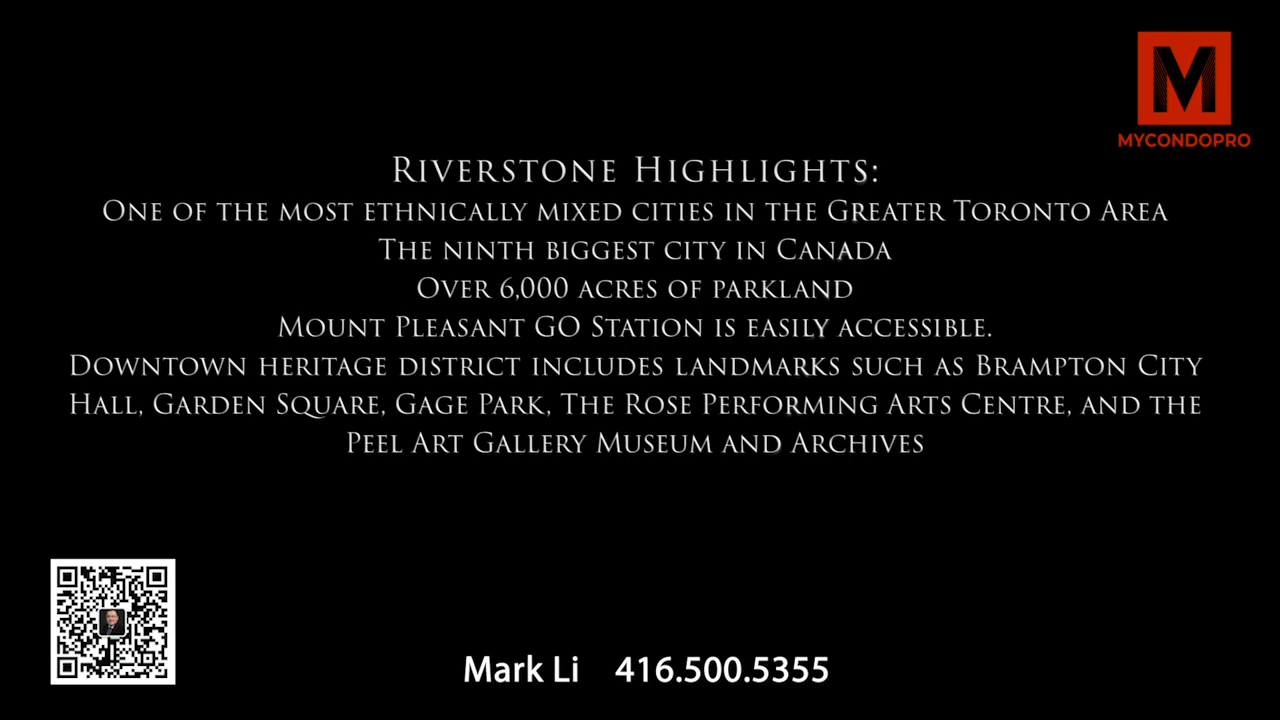 M
MYCONDOPRO
Riverstone Highlights:
One of the most ethnically mixed cities in the Greater Toronto Area
The ninth biggest city in Canada
Over 6,000 acres of parkland
Mount Pleasant GO Station is easily accessible.
Downtown heritage district includes landmarks such as Brampton City
Hall, Garden Square, Gage Park, The Rose Performing Arts Centre, and the
Peel Art Gallery Museum and Archives
Mark Li 416.500.5355